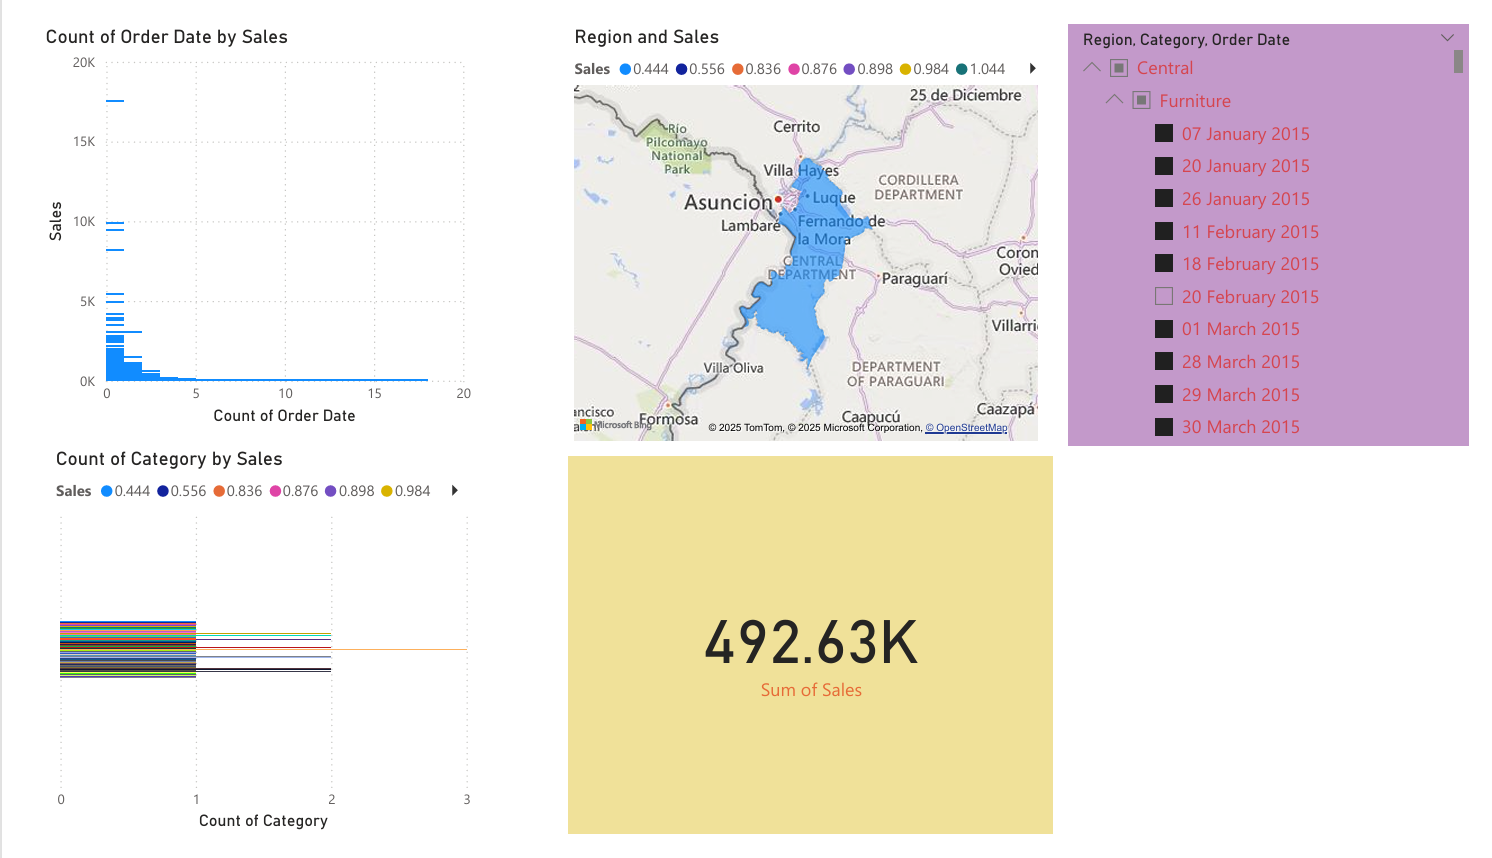 Count of Order Date by Sales
20K
15K
10K
5K
0K
Sales
0 5 10 15 20
Count of Order Date
Region and Sales
Sales 0.444 0.556 0.836 0.876 0.898 0.984 1.044
25 de Diciembre
Cerrito
Río
Pilcomayo
National
Park
Villa Hayes
CORDILLERA
DEPARTMENT
Asuncion
Luque
Lambaré
Fernando de
la Mora
CENTRAL
DEPARTMENT
Paraguarí
Coron
Ovied
Villarri
Villa Oliva
DEPARTMENT
OF PARAGUARI
Caazapá
ancisco
Formosa
Caapucú
Microsoft Bing
© 2025 TomTom, © 2025 Microsoft Corporation, © OpenStreetMap
Region, Category, Order Date
Central
Furniture
07 January 2015
20 January 2015
26 January 2015
11 February 2015
18 February 2015
20 February 2015
01 March 2015
28 March 2015
29 March 2015
30 March 2015
Count of Category by Sales
Sales 0.444 0.556 0.836 0.876 0.898 0.984
0 1 2 3
Count of Category
492.63K
Sum of Sales